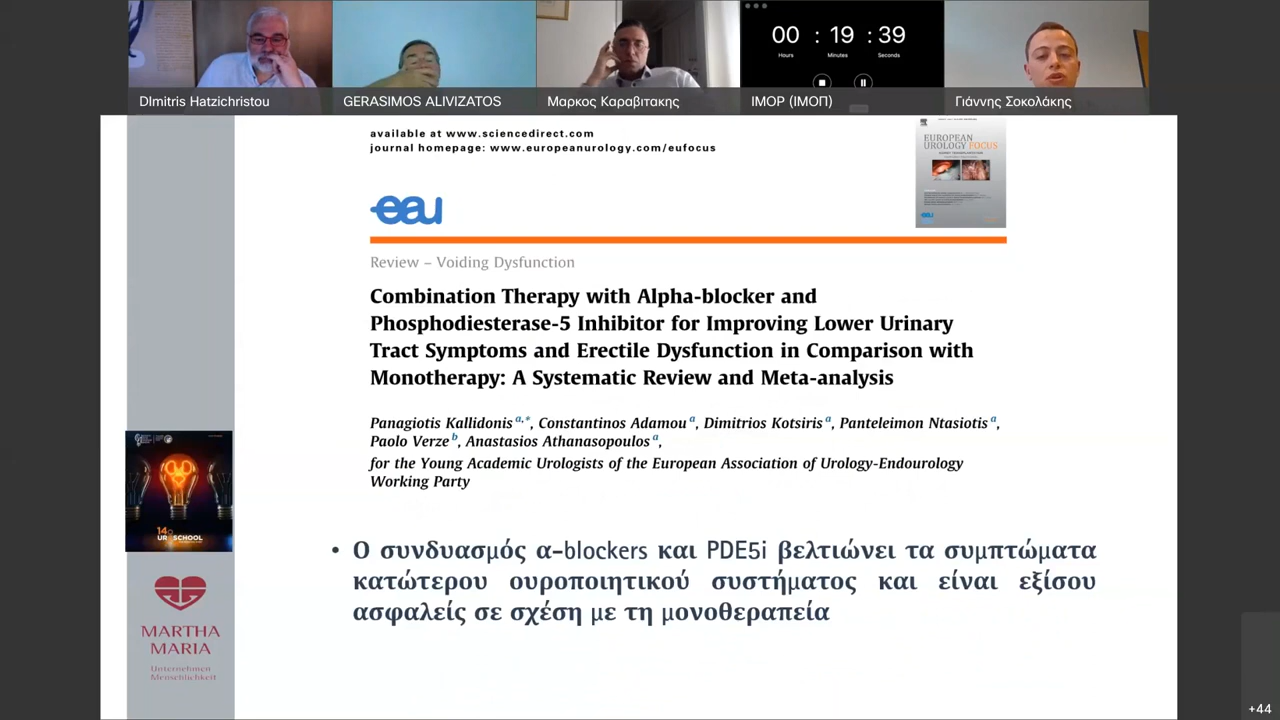 00 : 19 : 39
Hours Minutes Seconds
DImitris Hatzichristou
GERASIMOS ALIVIZATOS
Μαρκος Καραβιτακης
IMOP (ΙΜΟΠ)
Γιάννης Σοκολάκης
available at www.sciencedirect.com
journal homepage: www.europeanurology.com/eufocus
EUROPEAN
UROLOGY FOCUS
eau
Review – Voiding Dysfunction
Combination Therapy with Alpha-blocker and
Phosphodiesterase-5 Inhibitor for Improving Lower Urinary
Tract Symptoms and Erectile Dysfunction in Comparison with
Monotherapy: A Systematic Review and Meta-analysis
Panagiotis Kallidonis a,*, Constantinos Adamou a, Dimitrios Kotsiris a, Panteleimon Ntasiotis a,
Paolo Verze b, Anastasios Athanasopoulos a,
for the Young Academic Urologists of the European Association of Urology-Endourology
Working Party
• Ο συνδυασμός α-blockers και PDE5i βελτιώνει τα συμπτώματα
κατώτερου ουροποιητικού συστήματος και είναι εξίσου
ασφαλείς σε σχέση με τη μονοθεραπεία
MARTHA
MARIA
Unternehmen
Menschlichkeit
+44